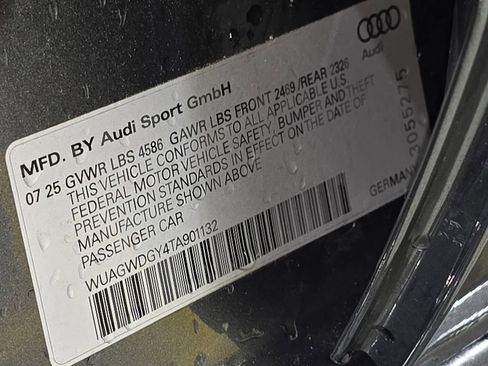 Audi
MFD. BY Audi Sport GmbH
07 25 GVWR LBS 4586 GAWR LBS FRONT 2469 /REAR 2326
THIS VEHICLE CONFORMS TO ALL APPLICABLE U.S.
FEDERAL MOTOR VEHICLE SAFETY, BUMPER AND THEFT
PREVENTION STANDARDS IN EFFECT ON THE DATE OF
MANUFACTURE SHOWN ABOVE
PASSENGER CAR
WUAGWDGY4TA901132
GERMANY
3055275